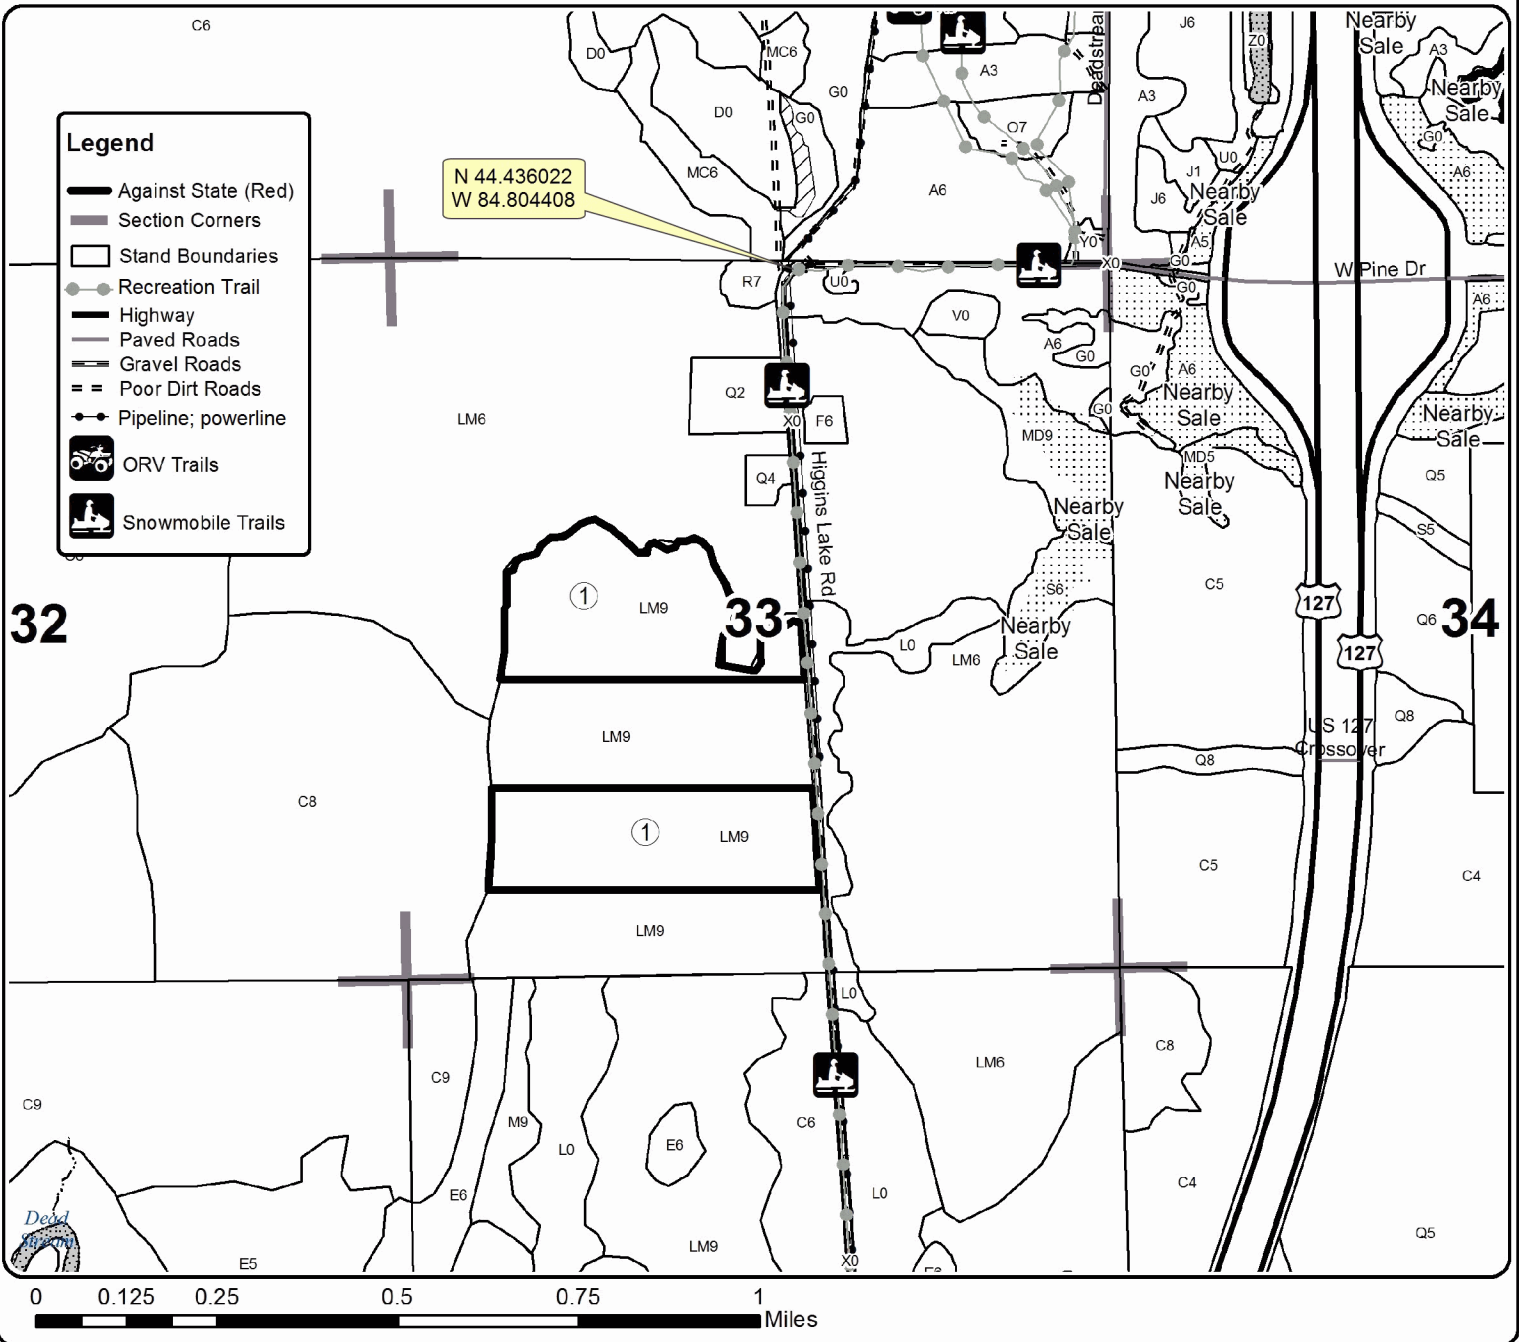 C6
D0
MC6
G0
D0
G0
MC6
A3
O7
A6
Deadstream
J6
Z0
A3
U0
J1
J6
Nearby
Sale
Nearby
Sale
A3
Nearby
Sale
G0
A6
Legend
Against State (Red)
Section Corners
Stand Boundaries
Recreation Trail
Highway
Paved Roads
Gravel Roads
Poor Dirt Roads
Pipeline; powerline
ORV Trails
Snowmobile Trails
N 44.436022
W 84.804408
Y0
X0
A5
G0
G0
W Pine Dr
A6
R7
U0
V0
A6
G0
G0
A6
G0
Nearby
Sale
Nearby
Sale
Q2
X0
F6
LM6
MD9
MD5
Nearby
Sale
Q4
Higgins Lake Rd
Nearby
Sale
Q5
S5
32
1
LM9
33
S6
Nearby
Sale
L0
LM6
C5
127
127
Q6
34
LM9
US 127
Crossover
Q8
Q8
C8
1
LM9
C5
C4
LM9
L0
C9
C9
M9
L0
E6
C6
LM6
C8
E6
L0
C4
Dead
Stream
E5
LM9
X0
Q5
0 0.125 0.25 0.5 0.75 1
Miles